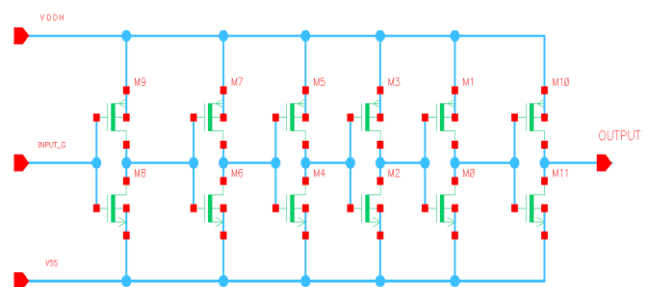 VDDH
M9 M7 M5 M3 M1 M10
INPUT_G
OUTPUT
M8 M6 M4 M2 M0 M11
VSS